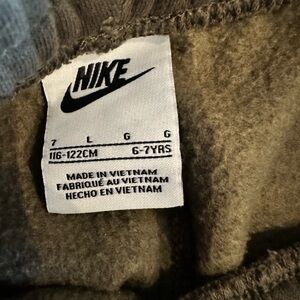 NIKE
7 L G G
116-122CM 6-7YRS
MADE IN VIETNAM
FABRIQUÉ AU VIETNAM
HECHO EN VIETNAM